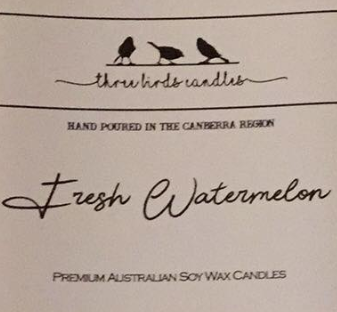 three birds candles
HAND POURED IN THE CANBERRA REGION
Fresh Watermelon
PREMIUM AUSTRALIAN SOY WAX CANDLES